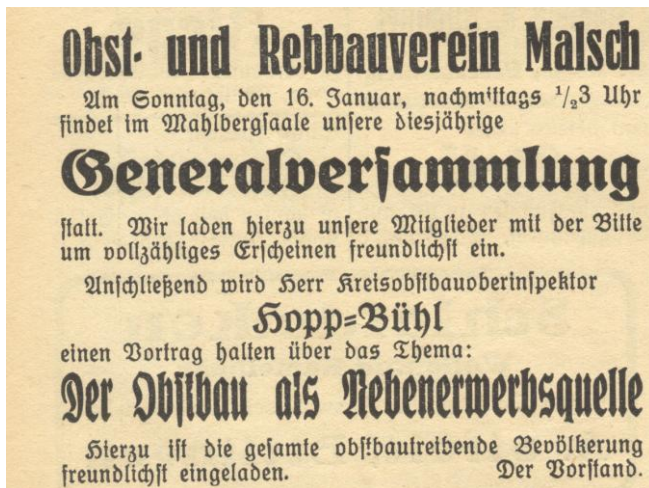 Obst- und Rebbauverein Malsch
Am Sonntag, den 16. Januar, nachmittags 1/2 3 Uhr
findet im Mahlbergsaale unsere diesjährige
Generalversammlung
statt. Wir laden hierzu unsere Mitglieder mit der Bitte
um vollzähliges Erscheinen freundlichst ein.
Anschließend wird Herr Kreisobstbauoberinspektor
Hopp=Bühl
einen Vortrag halten über das Thema:
Der Obstbau als Nebenerwerbsquelle
Hierzu ist die gesamte obstbautreibende Bevölkerung
freundlichst eingeladen. Der Vorstand.